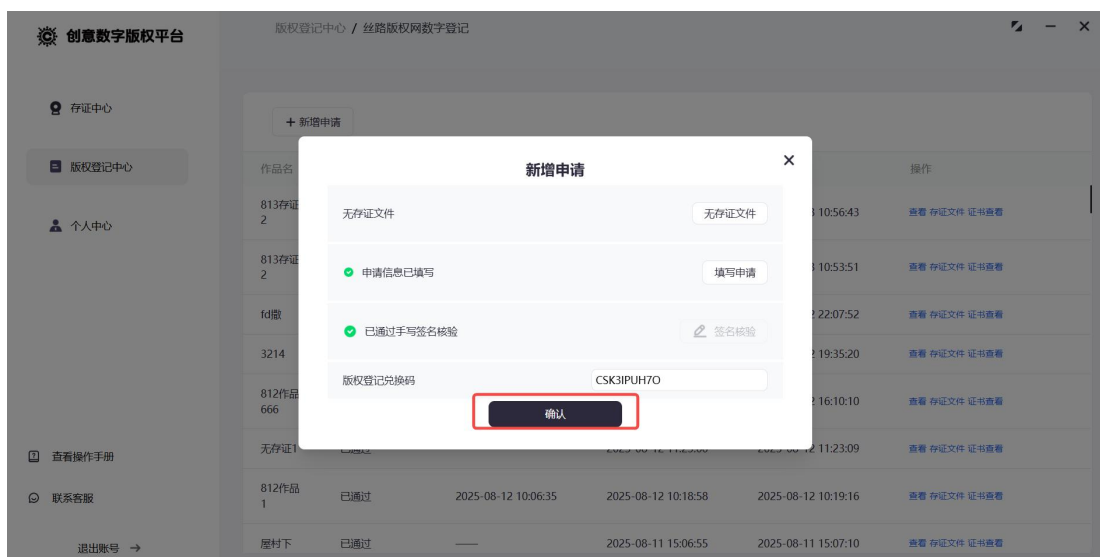 创意数字版权平台
版权登记中心 / 丝路版权网数字登记
存证中心
版权登记中心
个人中心
查看操作手册
联系客服
退出账号 →
+ 新增申请
作品名
操作
新增申请
无存证文件
无存证文件
申请信息已填写
填写申请
已通过手写签名核验
签名核验
版权登记兑换码
CSK3IPUH7O
确认
813存证
2
10:56:43
查看 存证文件 证书查看
813存证
2
10:53:51
查看 存证文件 证书查看
fd撒
22:07:52
查看 存证文件 证书查看
3214
19:35:20
查看 存证文件 证书查看
812作品
666
16:10:10
查看 存证文件 证书查看
无存证1
11:23:09
查看 存证文件 证书查看
812作品
1
已通过
2025-08-12 10:06:35
2025-08-12 10:18:58
2025-08-12 10:19:16
查看 存证文件 证书查看
屋村下
已通过
——
2025-08-11 15:06:55
2025-08-11 15:07:10
查看 存证文件 证书查看